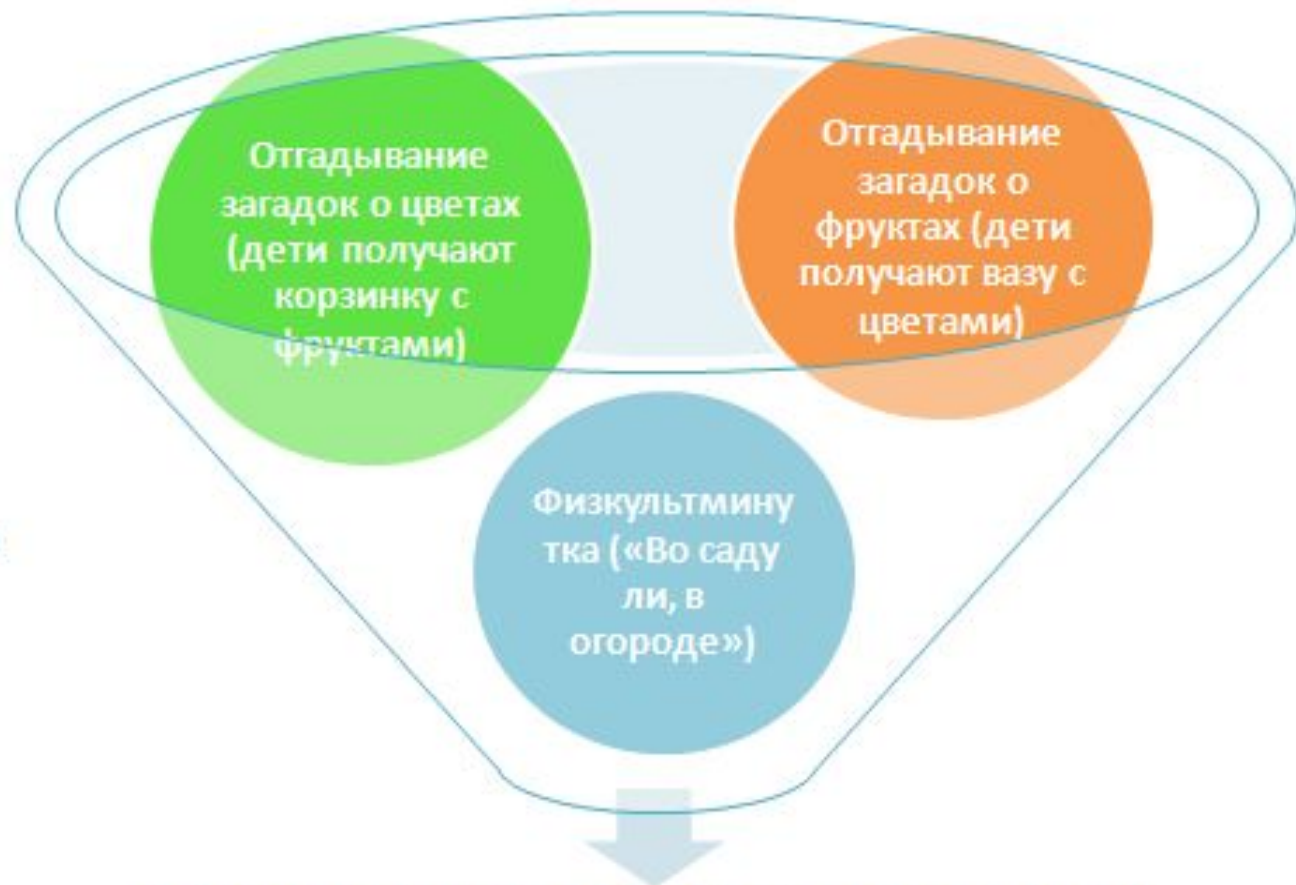 Отгадывание
загадок о цветах
(дети получают
корзинку с
фруктами)
Отгадывание
загадок о
фруктах (дети
получают вазу с
цветами)
Физкультмину
тка («Во саду
ли, в
огороде»)